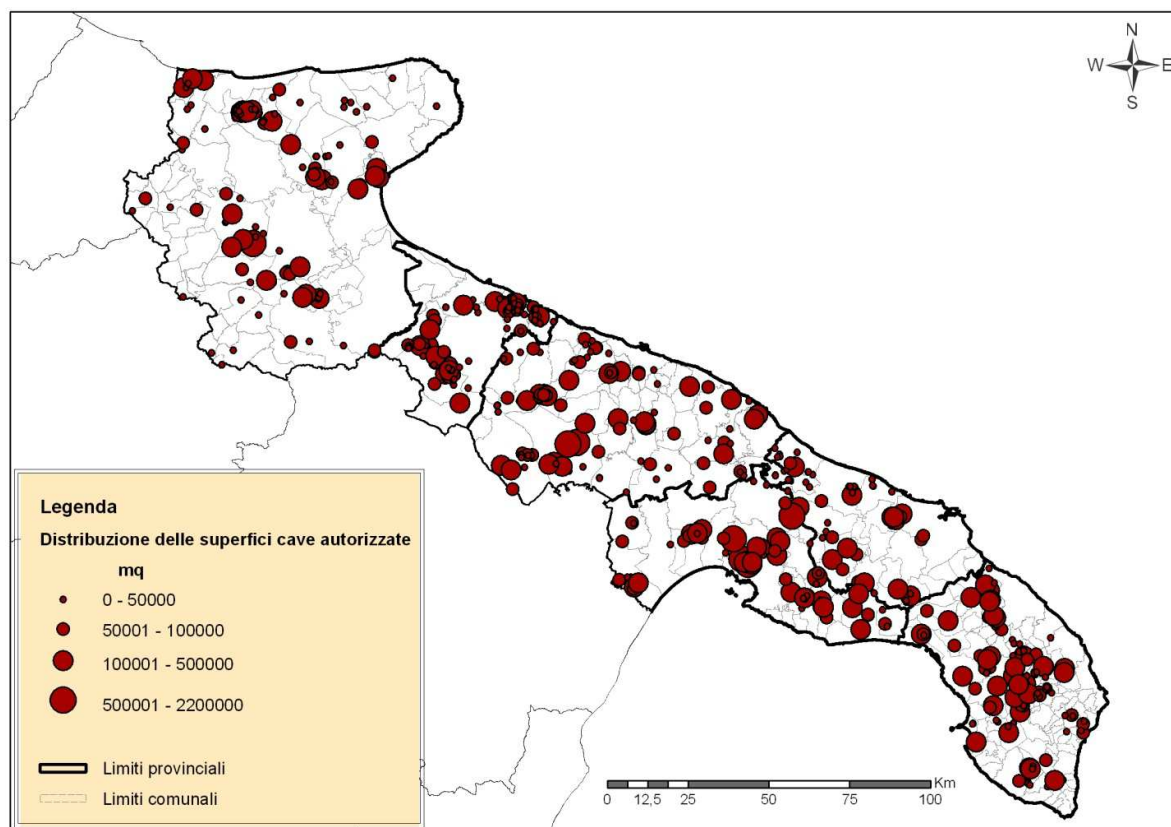 N
W E
S
Legenda
Distribuzione delle superfici cave autorizzate
mq
0 - 50000
50001 - 100000
100001 - 500000
500001 - 2200000
Limiti provinciali
Limiti comunali
Km
0 12,5 25 50 75 100